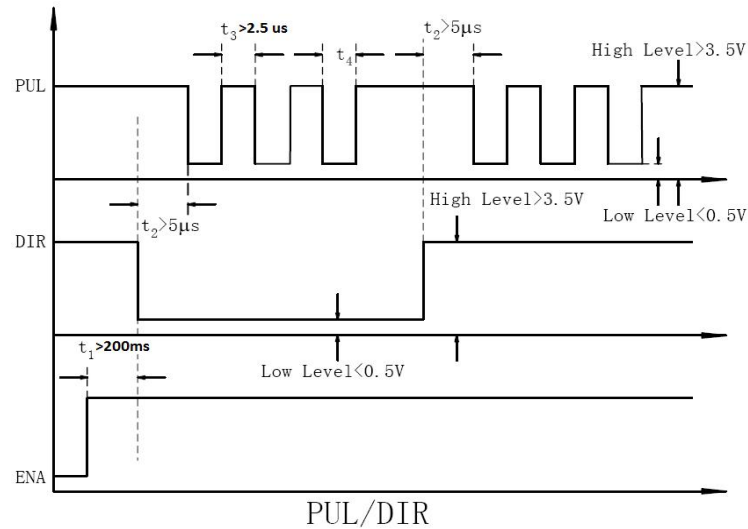 t3>2.5 us
t2>5μs
t4
High Level>3.5V
PUL
Low Level<0.5V
t2>5μs
High Level>3.5V
DIR
t1>200ms
Low Level<0.5V
ENA
PUL/DIR